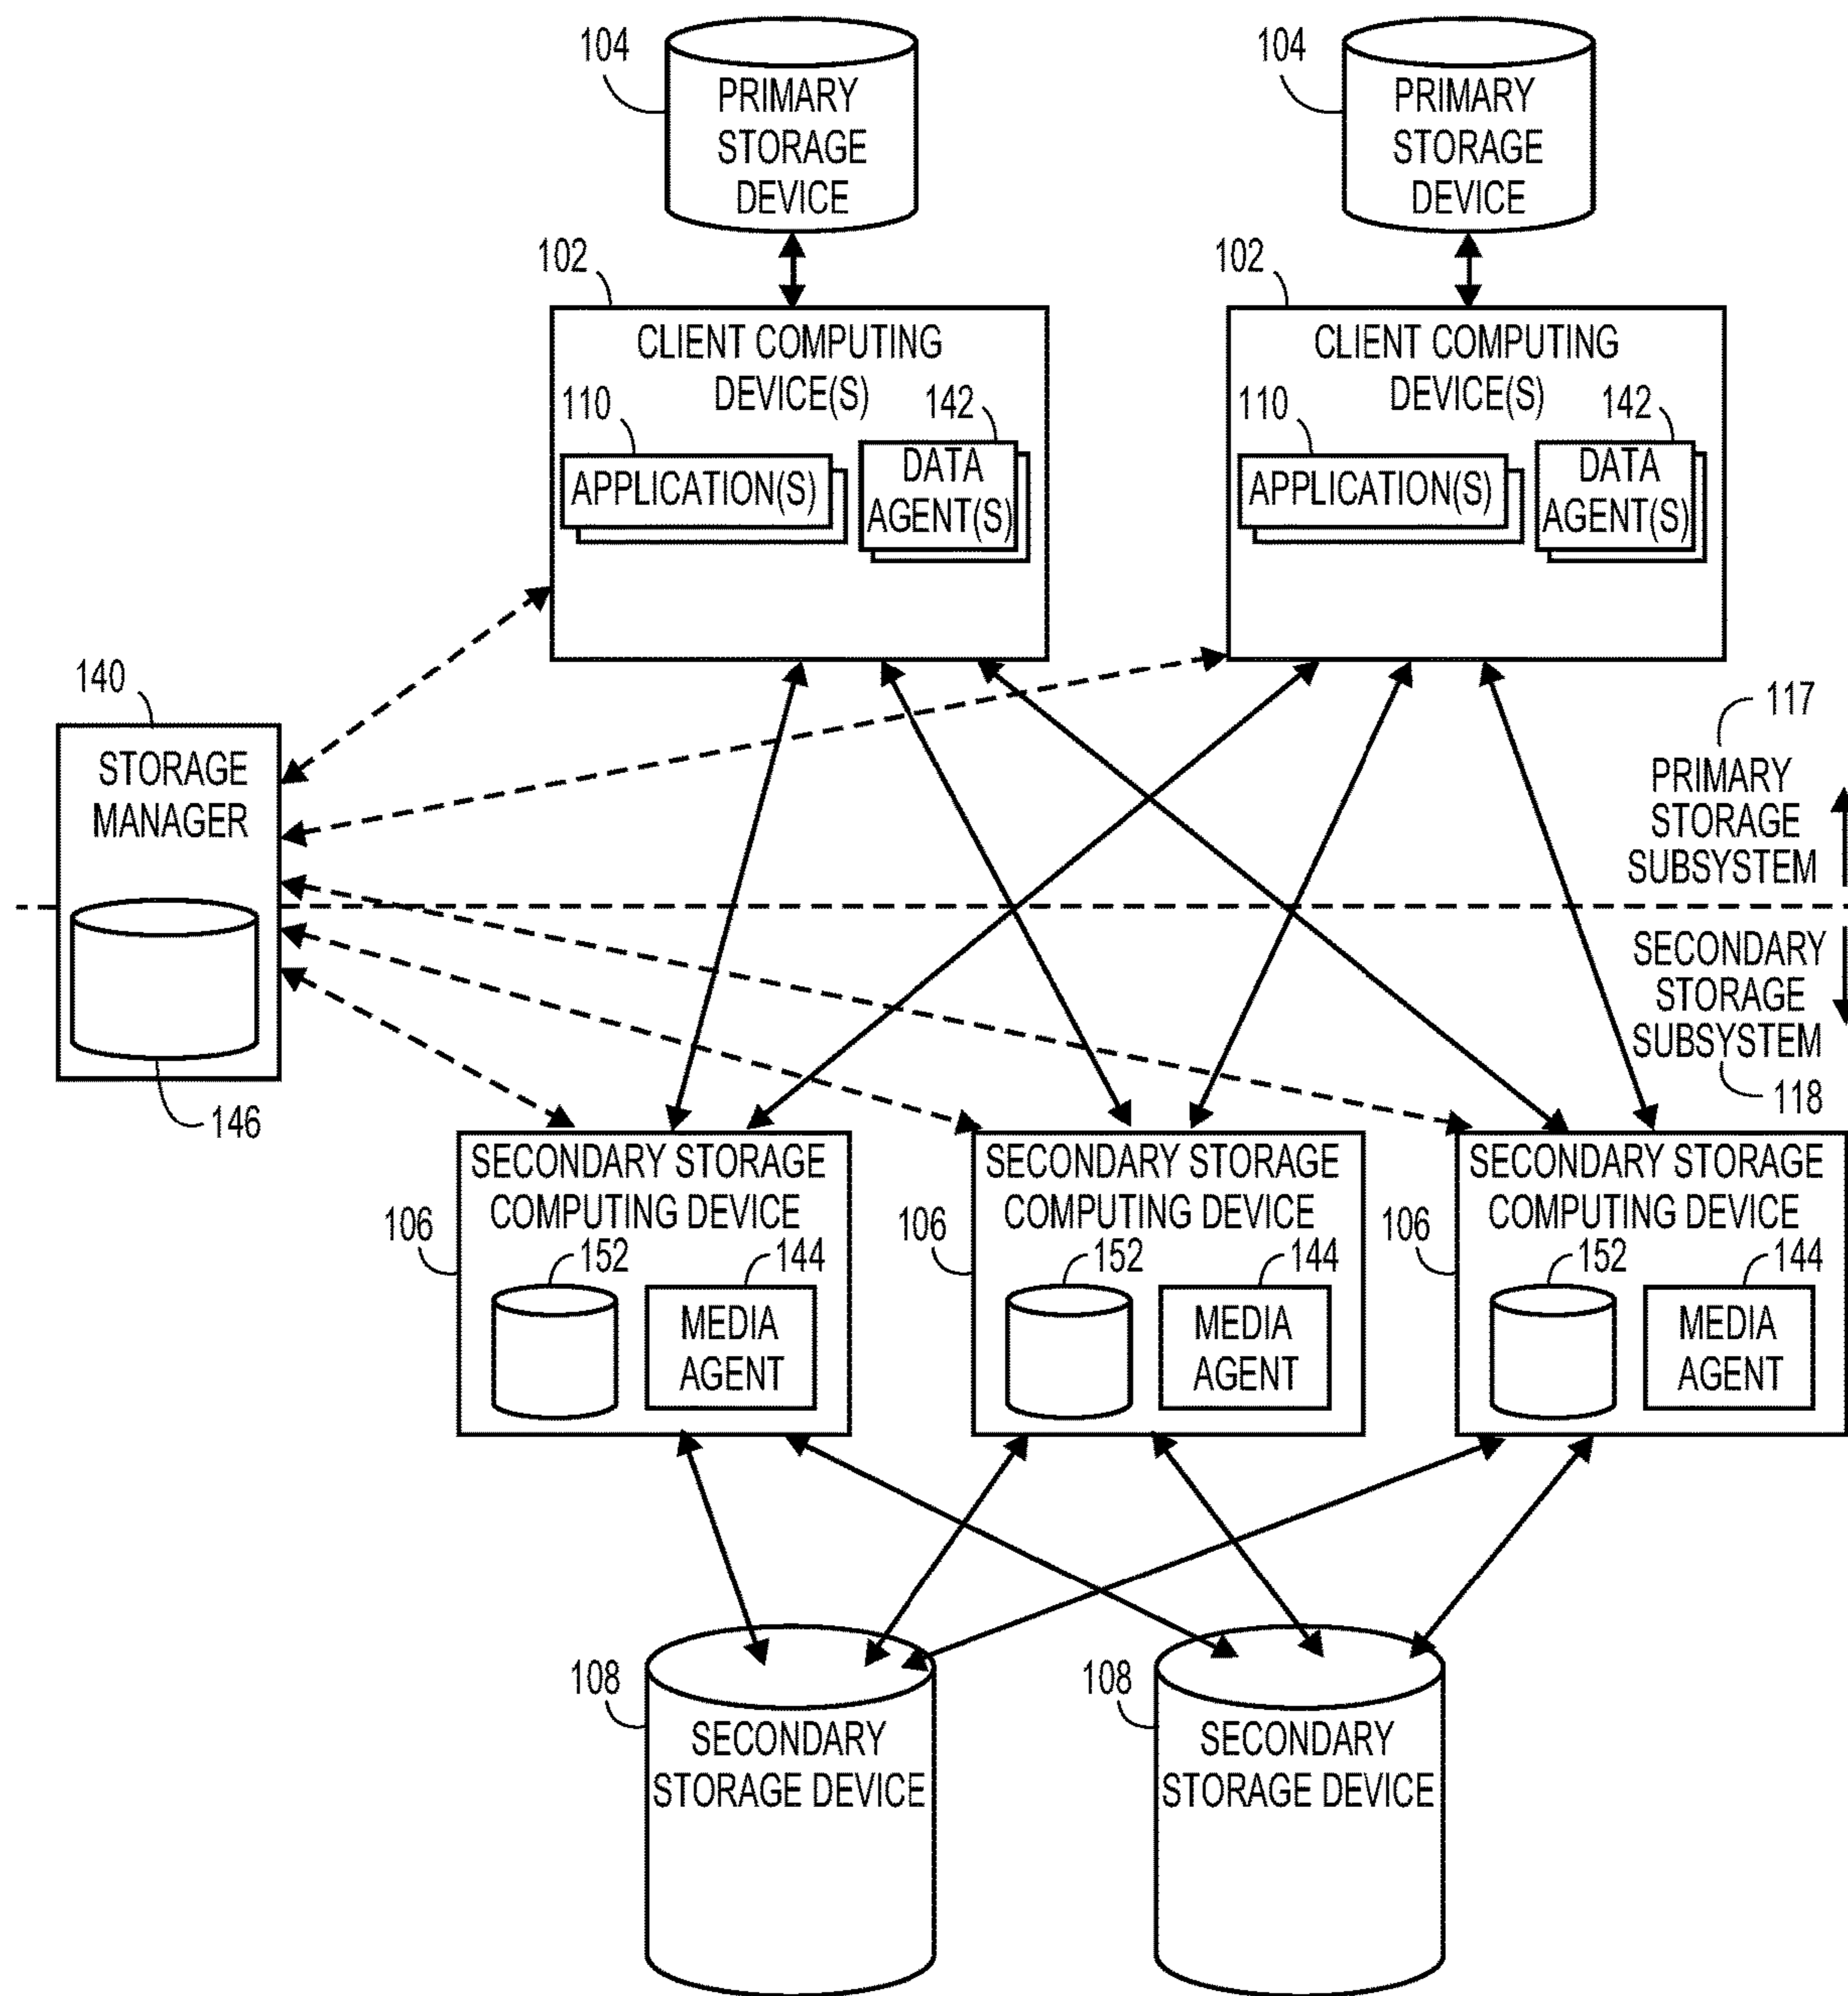 104
PRIMARY
STORAGE
DEVICE
104
PRIMARY
STORAGE
DEVICE
102
CLIENT COMPUTING
DEVICE(S)
110
142
APPLICATION(S)
DATA
AGENT(S)
102
CLIENT COMPUTING
DEVICE(S)
110
142
APPLICATION(S)
DATA
AGENT(S)
140
STORAGE
MANAGER
146
117
PRIMARY
STORAGE
SUBSYSTEM
SECONDARY
STORAGE
SUBSYSTEM
118
SECONDARY STORAGE
COMPUTING DEVICE
106
152
144
MEDIA
AGENT
SECONDARY STORAGE
COMPUTING DEVICE
106
152
144
MEDIA
AGENT
SECONDARY STORAGE
COMPUTING DEVICE
106
152
144
MEDIA
AGENT
108
SECONDARY
STORAGE DEVICE
108
SECONDARY
STORAGE DEVICE